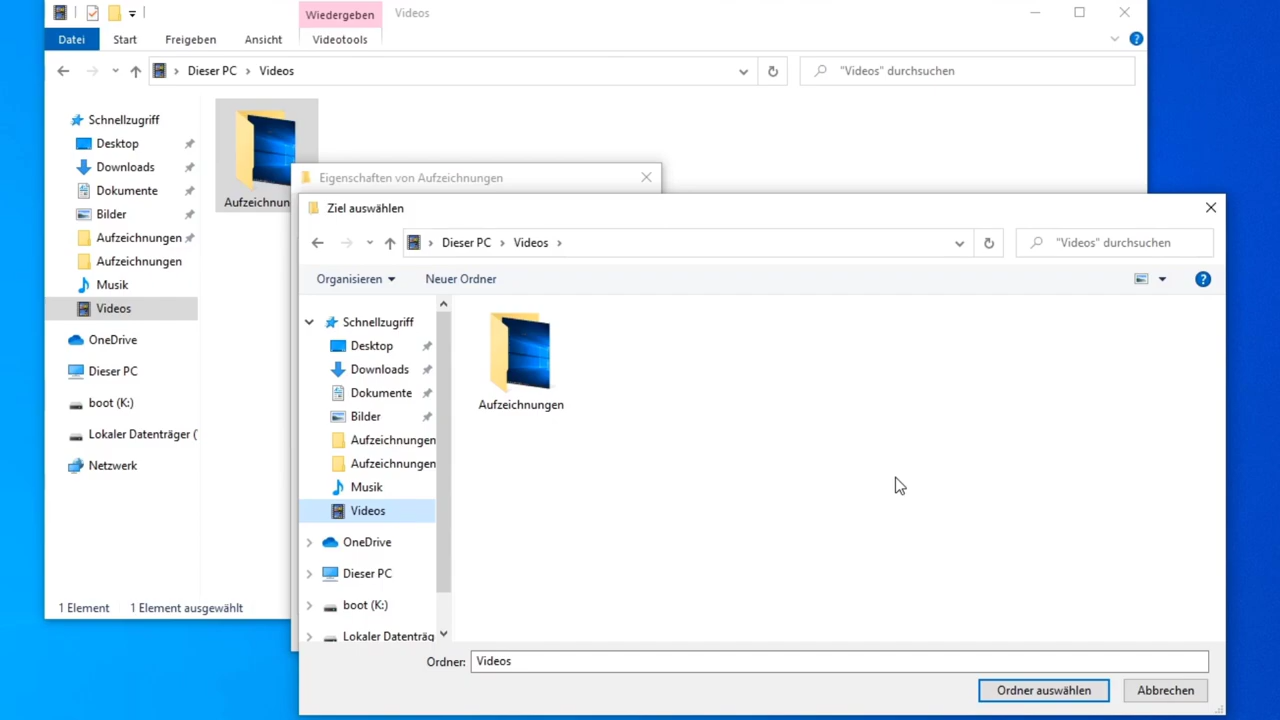 Wiedergeben
Videos
Datei
Start
Freigeben
Ansicht
Videotools
Dieser PC
Videos
"Videos" durchsuchen
Schnellzugriff
Desktop
Downloads
Dokumente
Bilder
Aufzeichnungen
Aufzeichnungen
Musik
Videos
OneDrive
Dieser PC
boot (K:)
Lokaler Datenträger (
Netzwerk
Aufzeichnun
1 Element
1 Element ausgewählt
Eigenschaften von Aufzeichnungen
Ziel auswählen
Dieser PC
Videos
"Videos" durchsuchen
Organisieren
Neuer Ordner
Schnellzugriff
Desktop
Downloads
Dokumente
Bilder
Aufzeichnungen
Aufzeichnungen
Musik
Videos
OneDrive
Dieser PC
boot (K:)
Lokaler Datenträg
Aufzeichnungen
Ordner:
Videos
Ordner auswählen
Abbrechen